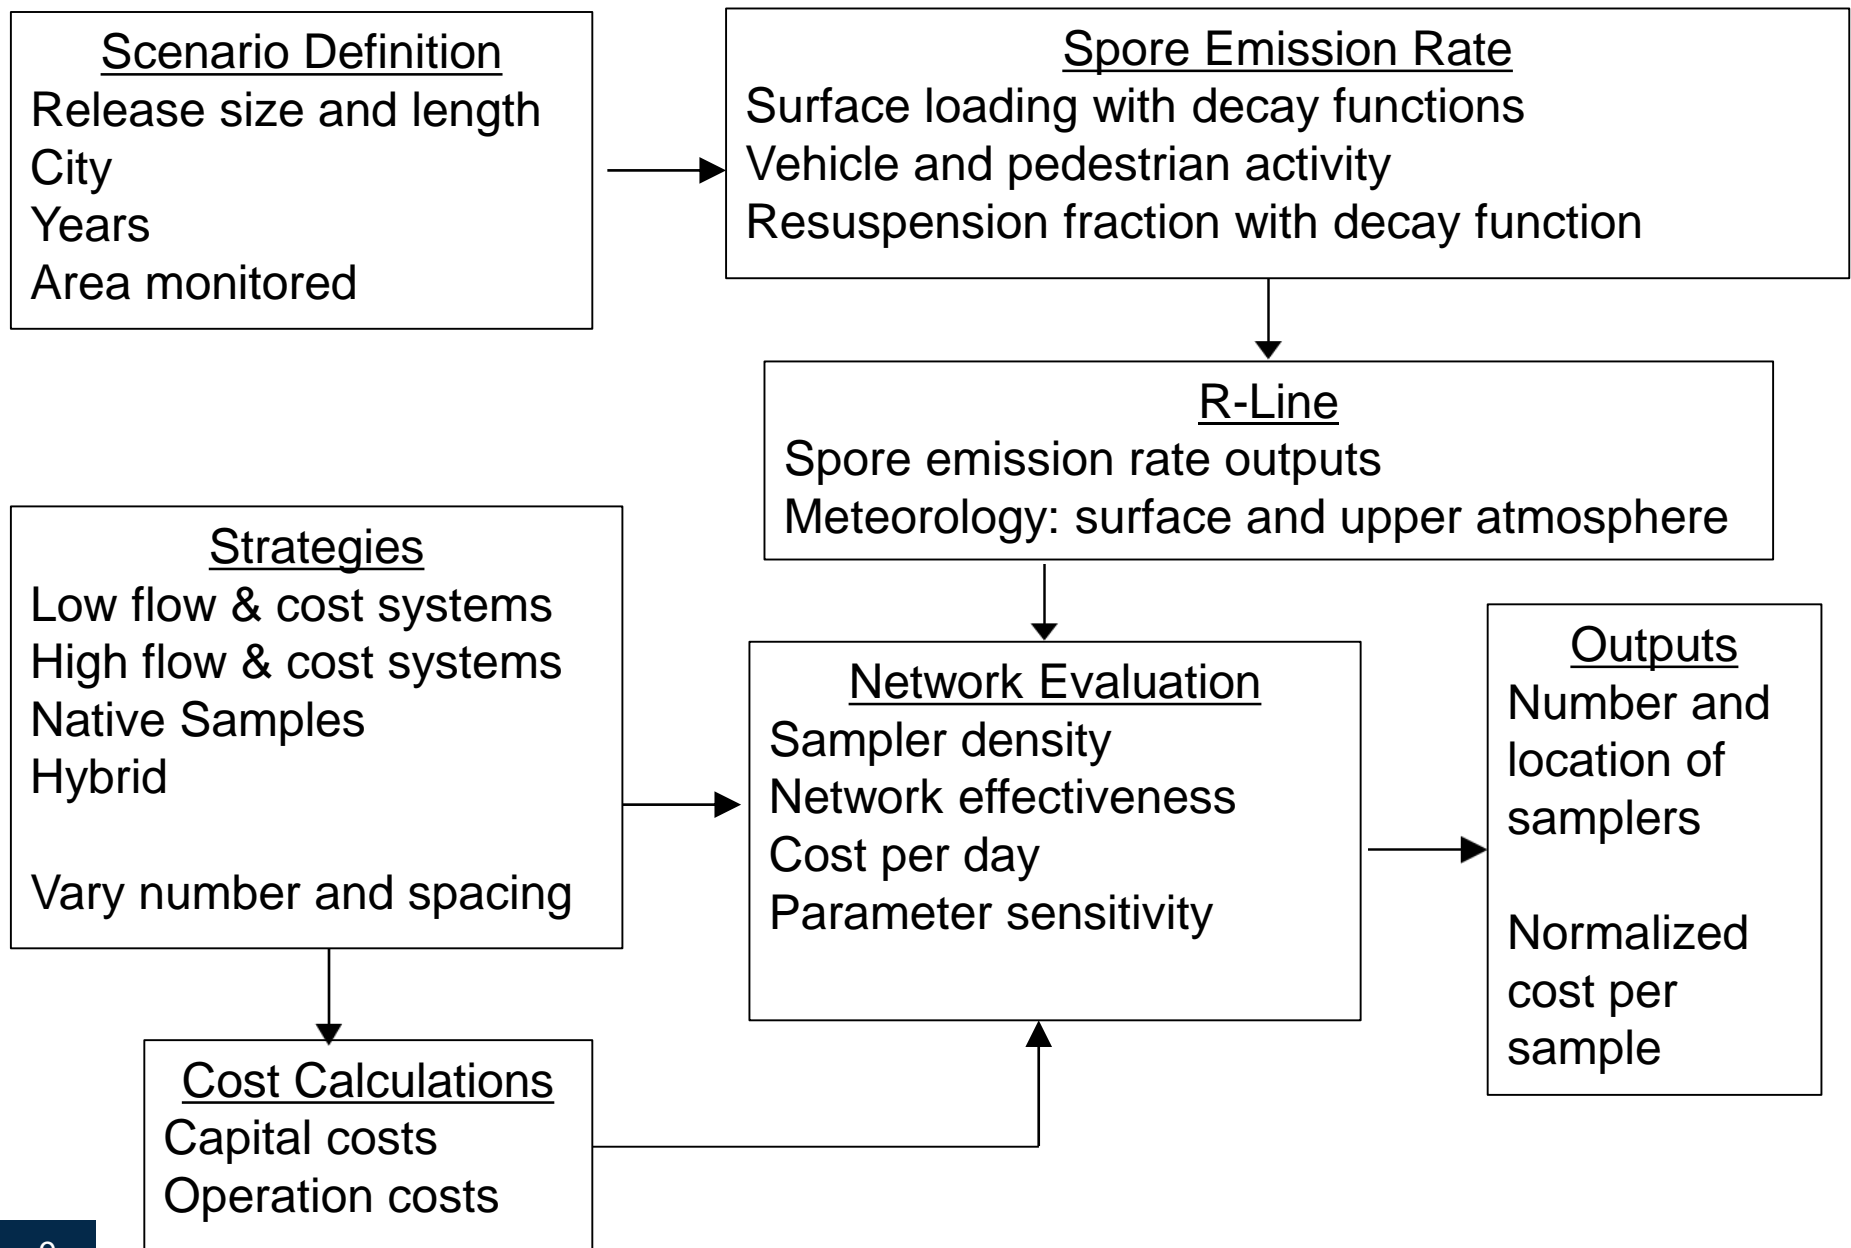 Scenario Definition
Release size and length
City
Years
Area monitored
Spore Emission Rate
Surface loading with decay functions
Vehicle and pedestrian activity
Resuspension fraction with decay function
R-Line
Spore emission rate outputs
Meteorology: surface and upper atmosphere
Strategies
Low flow & cost systems
High flow & cost systems
Native Samples
Hybrid
Vary number and spacing
Network Evaluation
Sampler density
Network effectiveness
Cost per day
Parameter sensitivity
Outputs
Number and
location of
samplers
Normalized
cost per
sample
Cost Calculations
Capital costs
Operation costs